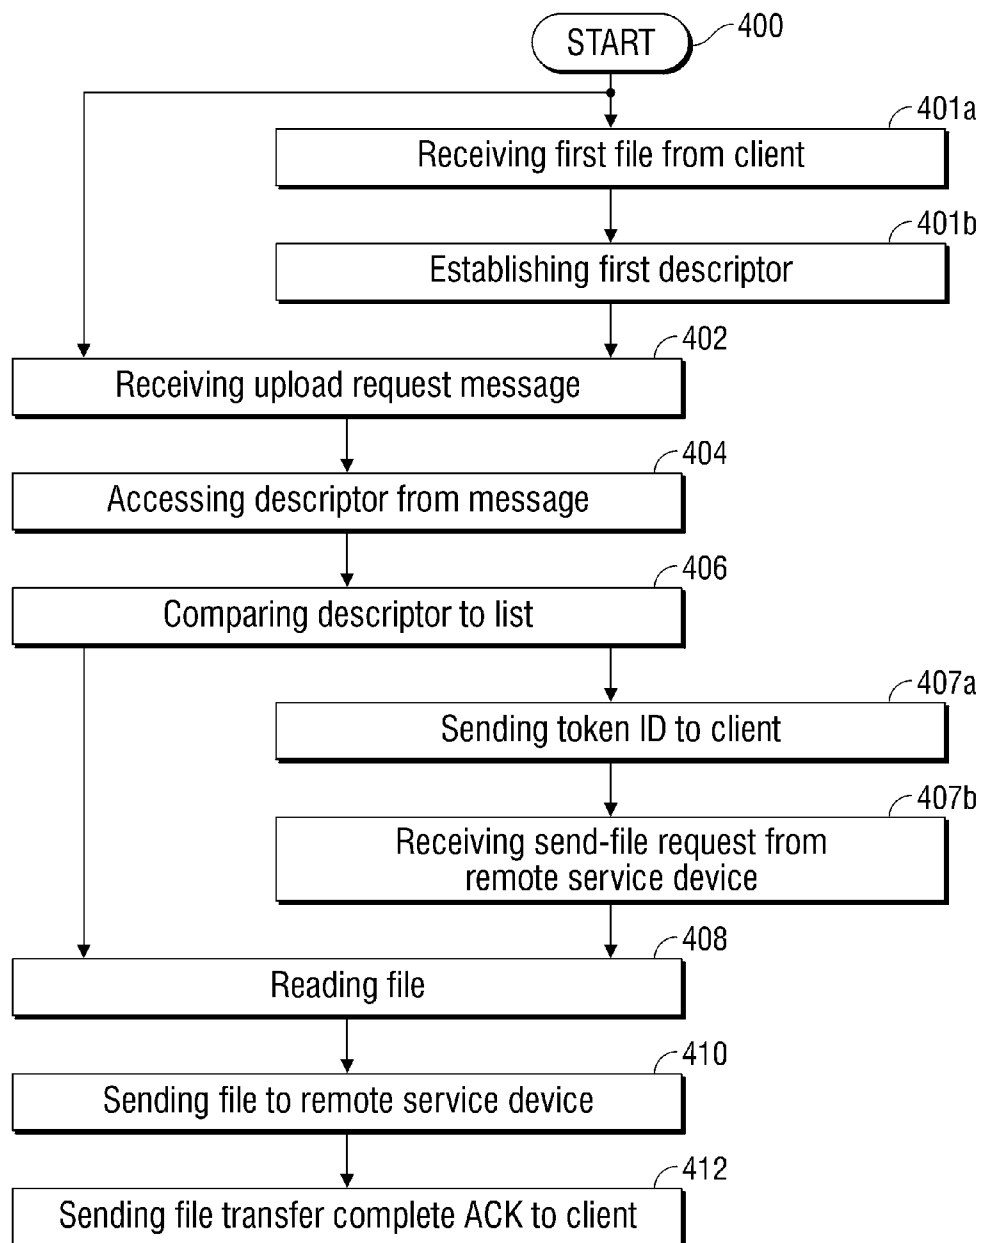 START
400
401a
Receiving first file from client
401b
Establishing first descriptor
402
Receiving upload request message
404
Accessing descriptor from message
406
Comparing descriptor to list
407a
Sending token ID to client
407b
Receiving send-file request from
remote service device
408
Reading file
410
Sending file to remote service device
412
Sending file transfer complete ACK to client